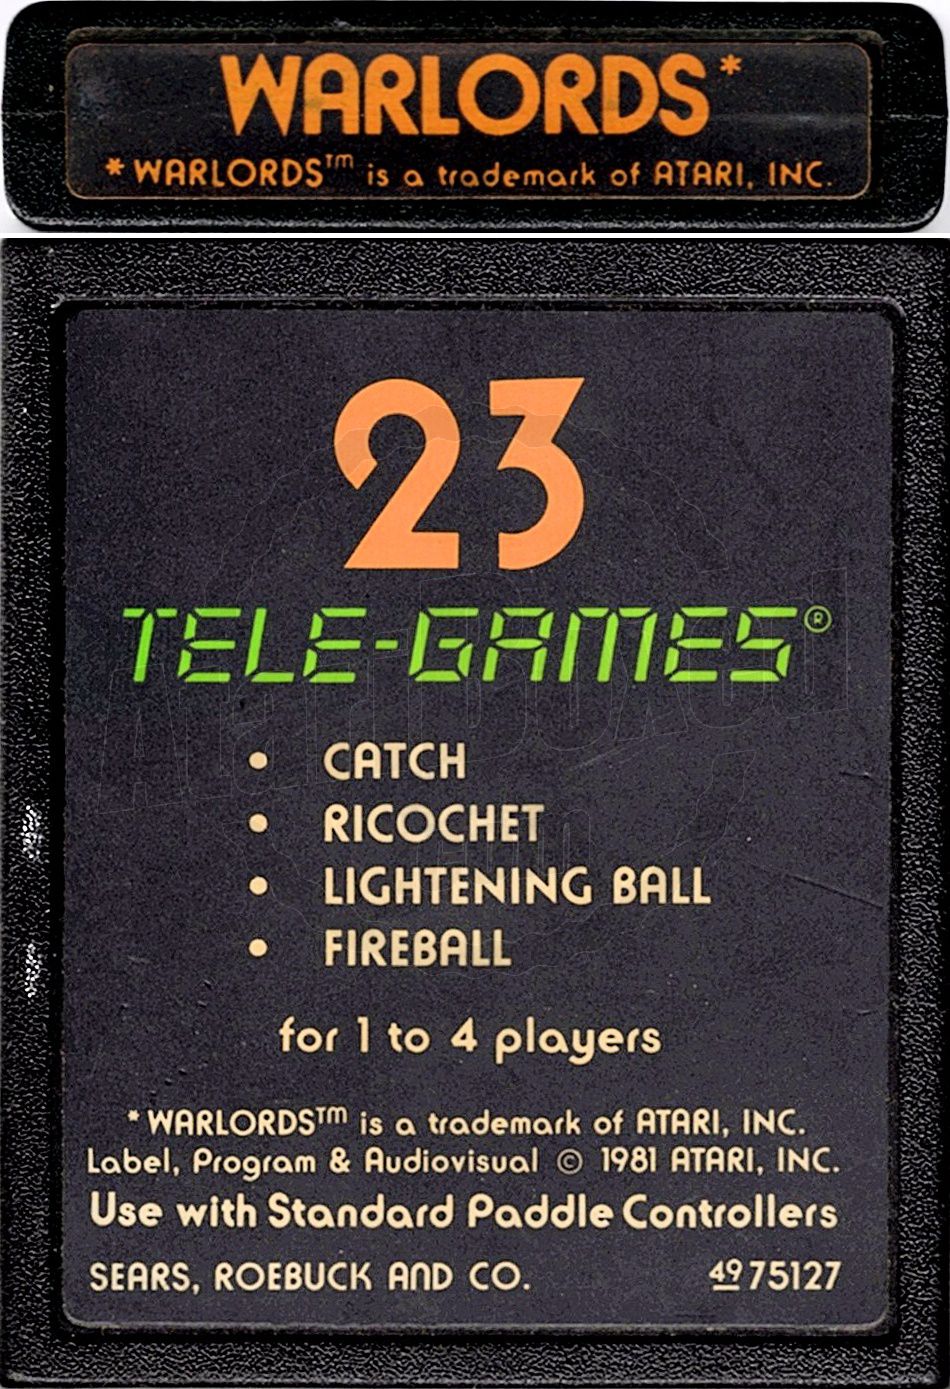 WARLORDS*
* WARLORDS™ is a trademark of ATARI, INC.
23
TELE-GAMES®
• CATCH
• RICOCHET
• LIGHTENING BALL
• FIREBALL
for 1 to 4 players
* WARLORDS™ is a trademark of ATARI, INC.
Label, Program & Audiovisual © 1981 ATARI, INC.
Use with Standard Paddle Controllers
SEARS, ROEBUCK AND CO. 49 75127